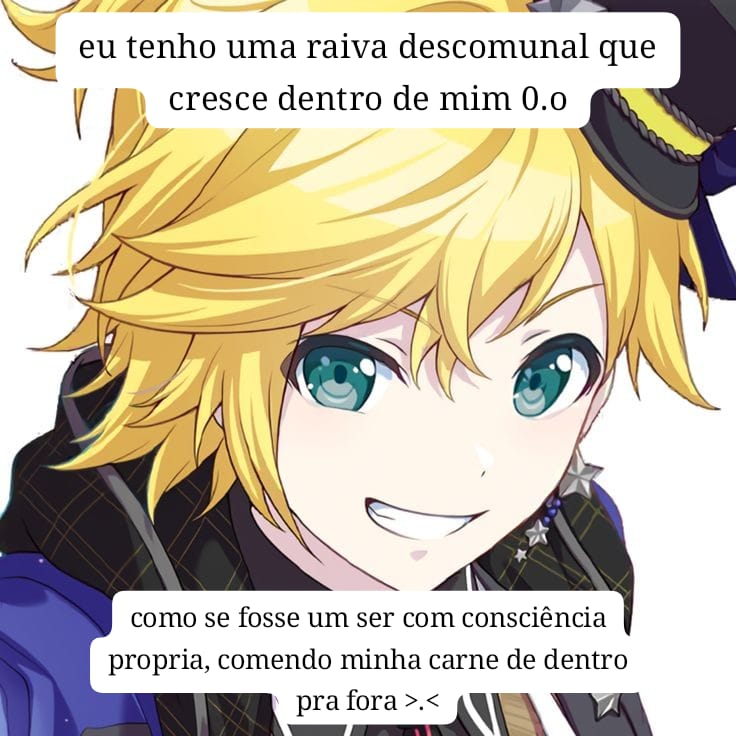 eu tenho uma raiva descomunal que
cresce dentro de mim 0.o
como se fosse um ser com consciência
propria, comendo minha carne de dentro
pra fora >.<